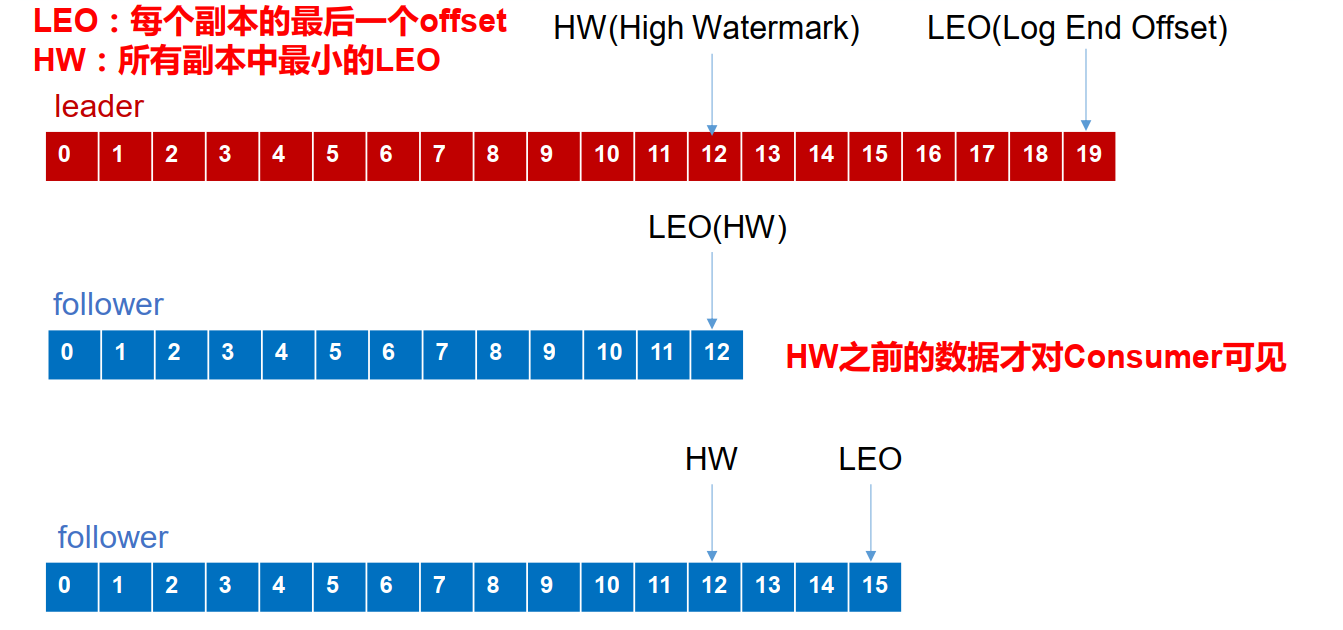 LEO：每个副本的最后一个offset
HW：所有副本中最小的LEO
HW(High Watermark)
LEO(Log End Offset)
leader
0 1 2 3 4 5 6 7 8 9 10 11 12 13 14 15 16 17 18 19
LEO(HW)
follower
0 1 2 3 4 5 6 7 8 9 10 11 12
HW之前的数据才对Consumer可见
HW
LEO
follower
0 1 2 3 4 5 6 7 8 9 10 11 12 13 14 15